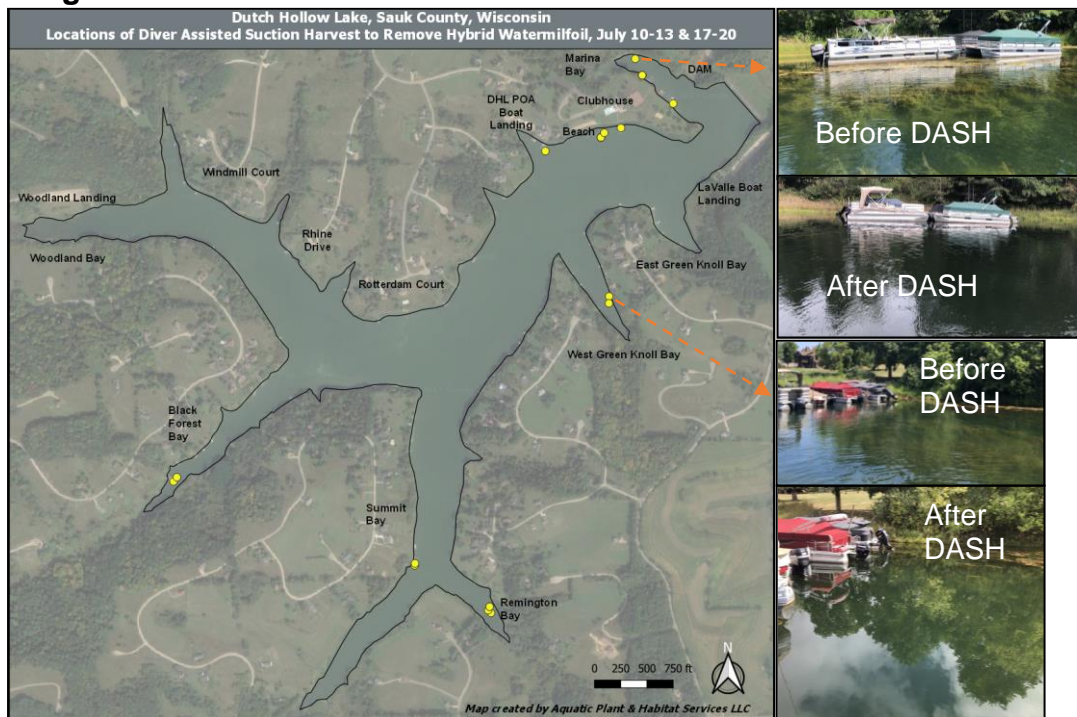 Dutch Hollow Lake, Sauk County, Wisconsin
Locations of Diver Assisted Suction Harvest to Remove Hybrid Watermilfoil, July 10-13 & 17-20
Marina
Bay
DAM
DHL POA
Boat
Landing
Clubhouse
Beach
Windmill Court
Woodland Landing
Woodland Bay
Rhine
Drive
Rotterdam Court
LaValle Boat
Landing
East Green Knoll Bay
West Green Knoll Bay
Black
Forest
Bay
Summit
Bay
Remington
Bay
N
0 250 500 750 ft
Map created by Aquatic Plant & Habitat Services LLC
Before DASH
After DASH
Before
DASH
After
DASH